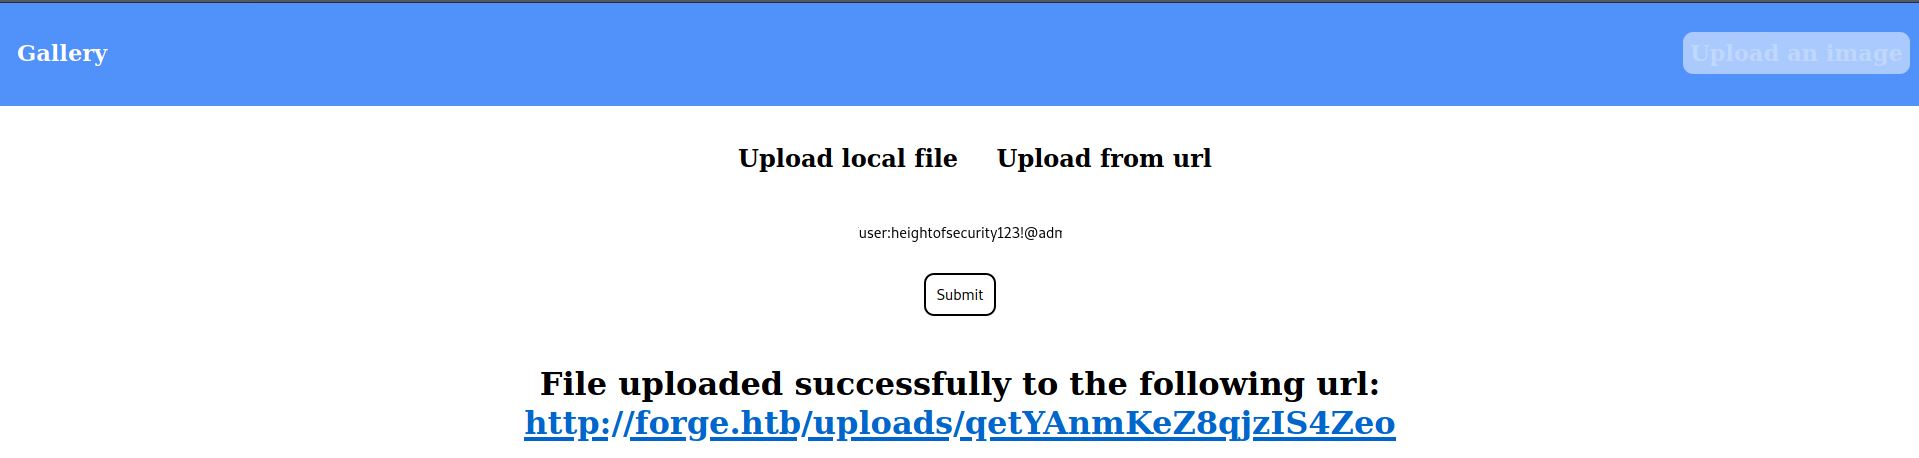 Gallery
Upload an image
Upload local file Upload from url
user:heightofsecurity123!@adn
Submit
File uploaded successfully to the following url:
http://forge.htb/uploads/qetYAnmKeZ8qjzIS4Zeo